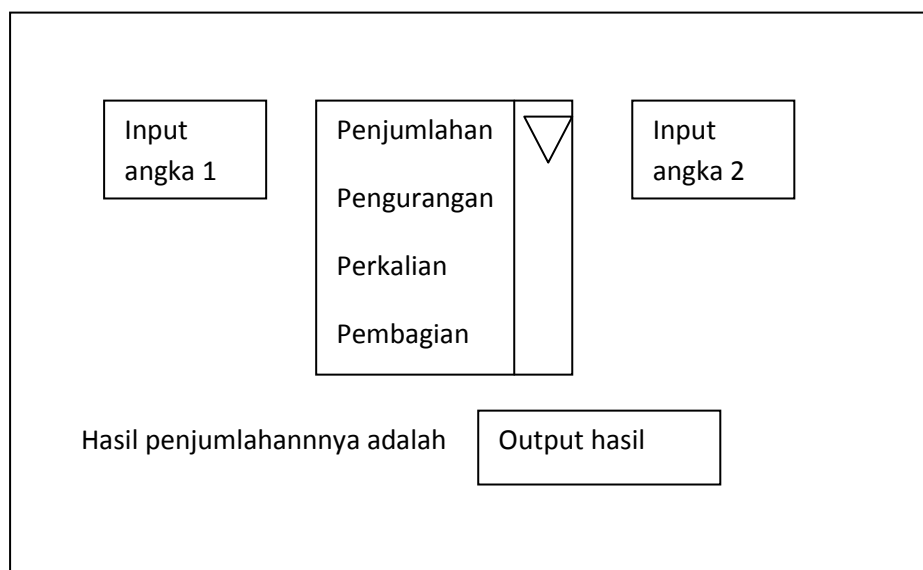 Input
angka 1
Penjumlahan
Pengurangan
Perkalian
Pembagian
Input
angka 2
Hasil penjumlahannnya adalah
Output hasil